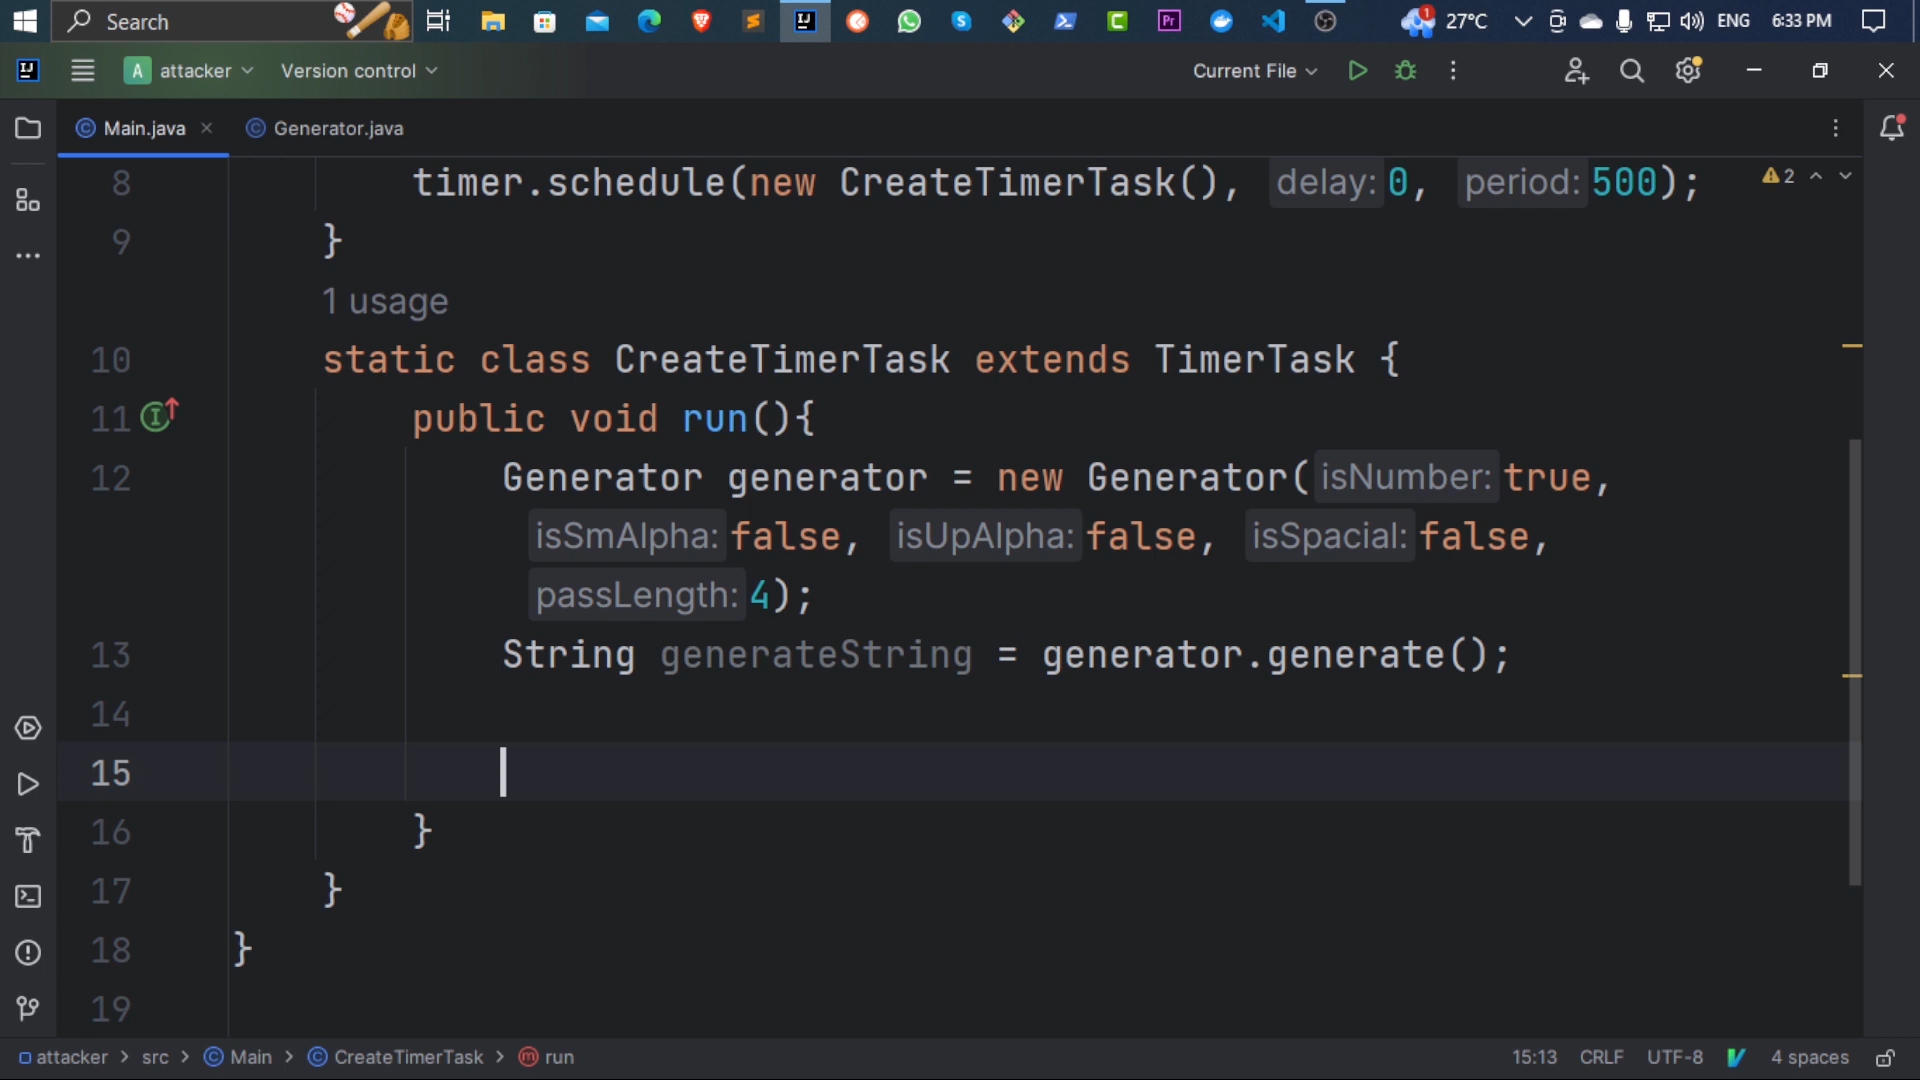 Search
1
27°C
ENG
6:33 PM
A
attacker
Version control
Current File
Main.java
Generator.java
8 timer.schedule(new CreateTimerTask(), delay: 0, period: 500);
2
9 }
1 usage
10 static class CreateTimerTask extends TimerTask {
11 public void run(){
12 Generator generator = new Generator( isNumber: true,
isSmAlpha: false, isUpAlpha: false, isSpacial: false,
passLength: 4);
13 String generateString = generator.generate();
14
15
16 }
17 }
18 }
19
attacker > src > Main > CreateTimerTask > run
15:13
CRLF
UTF-8
4 spaces